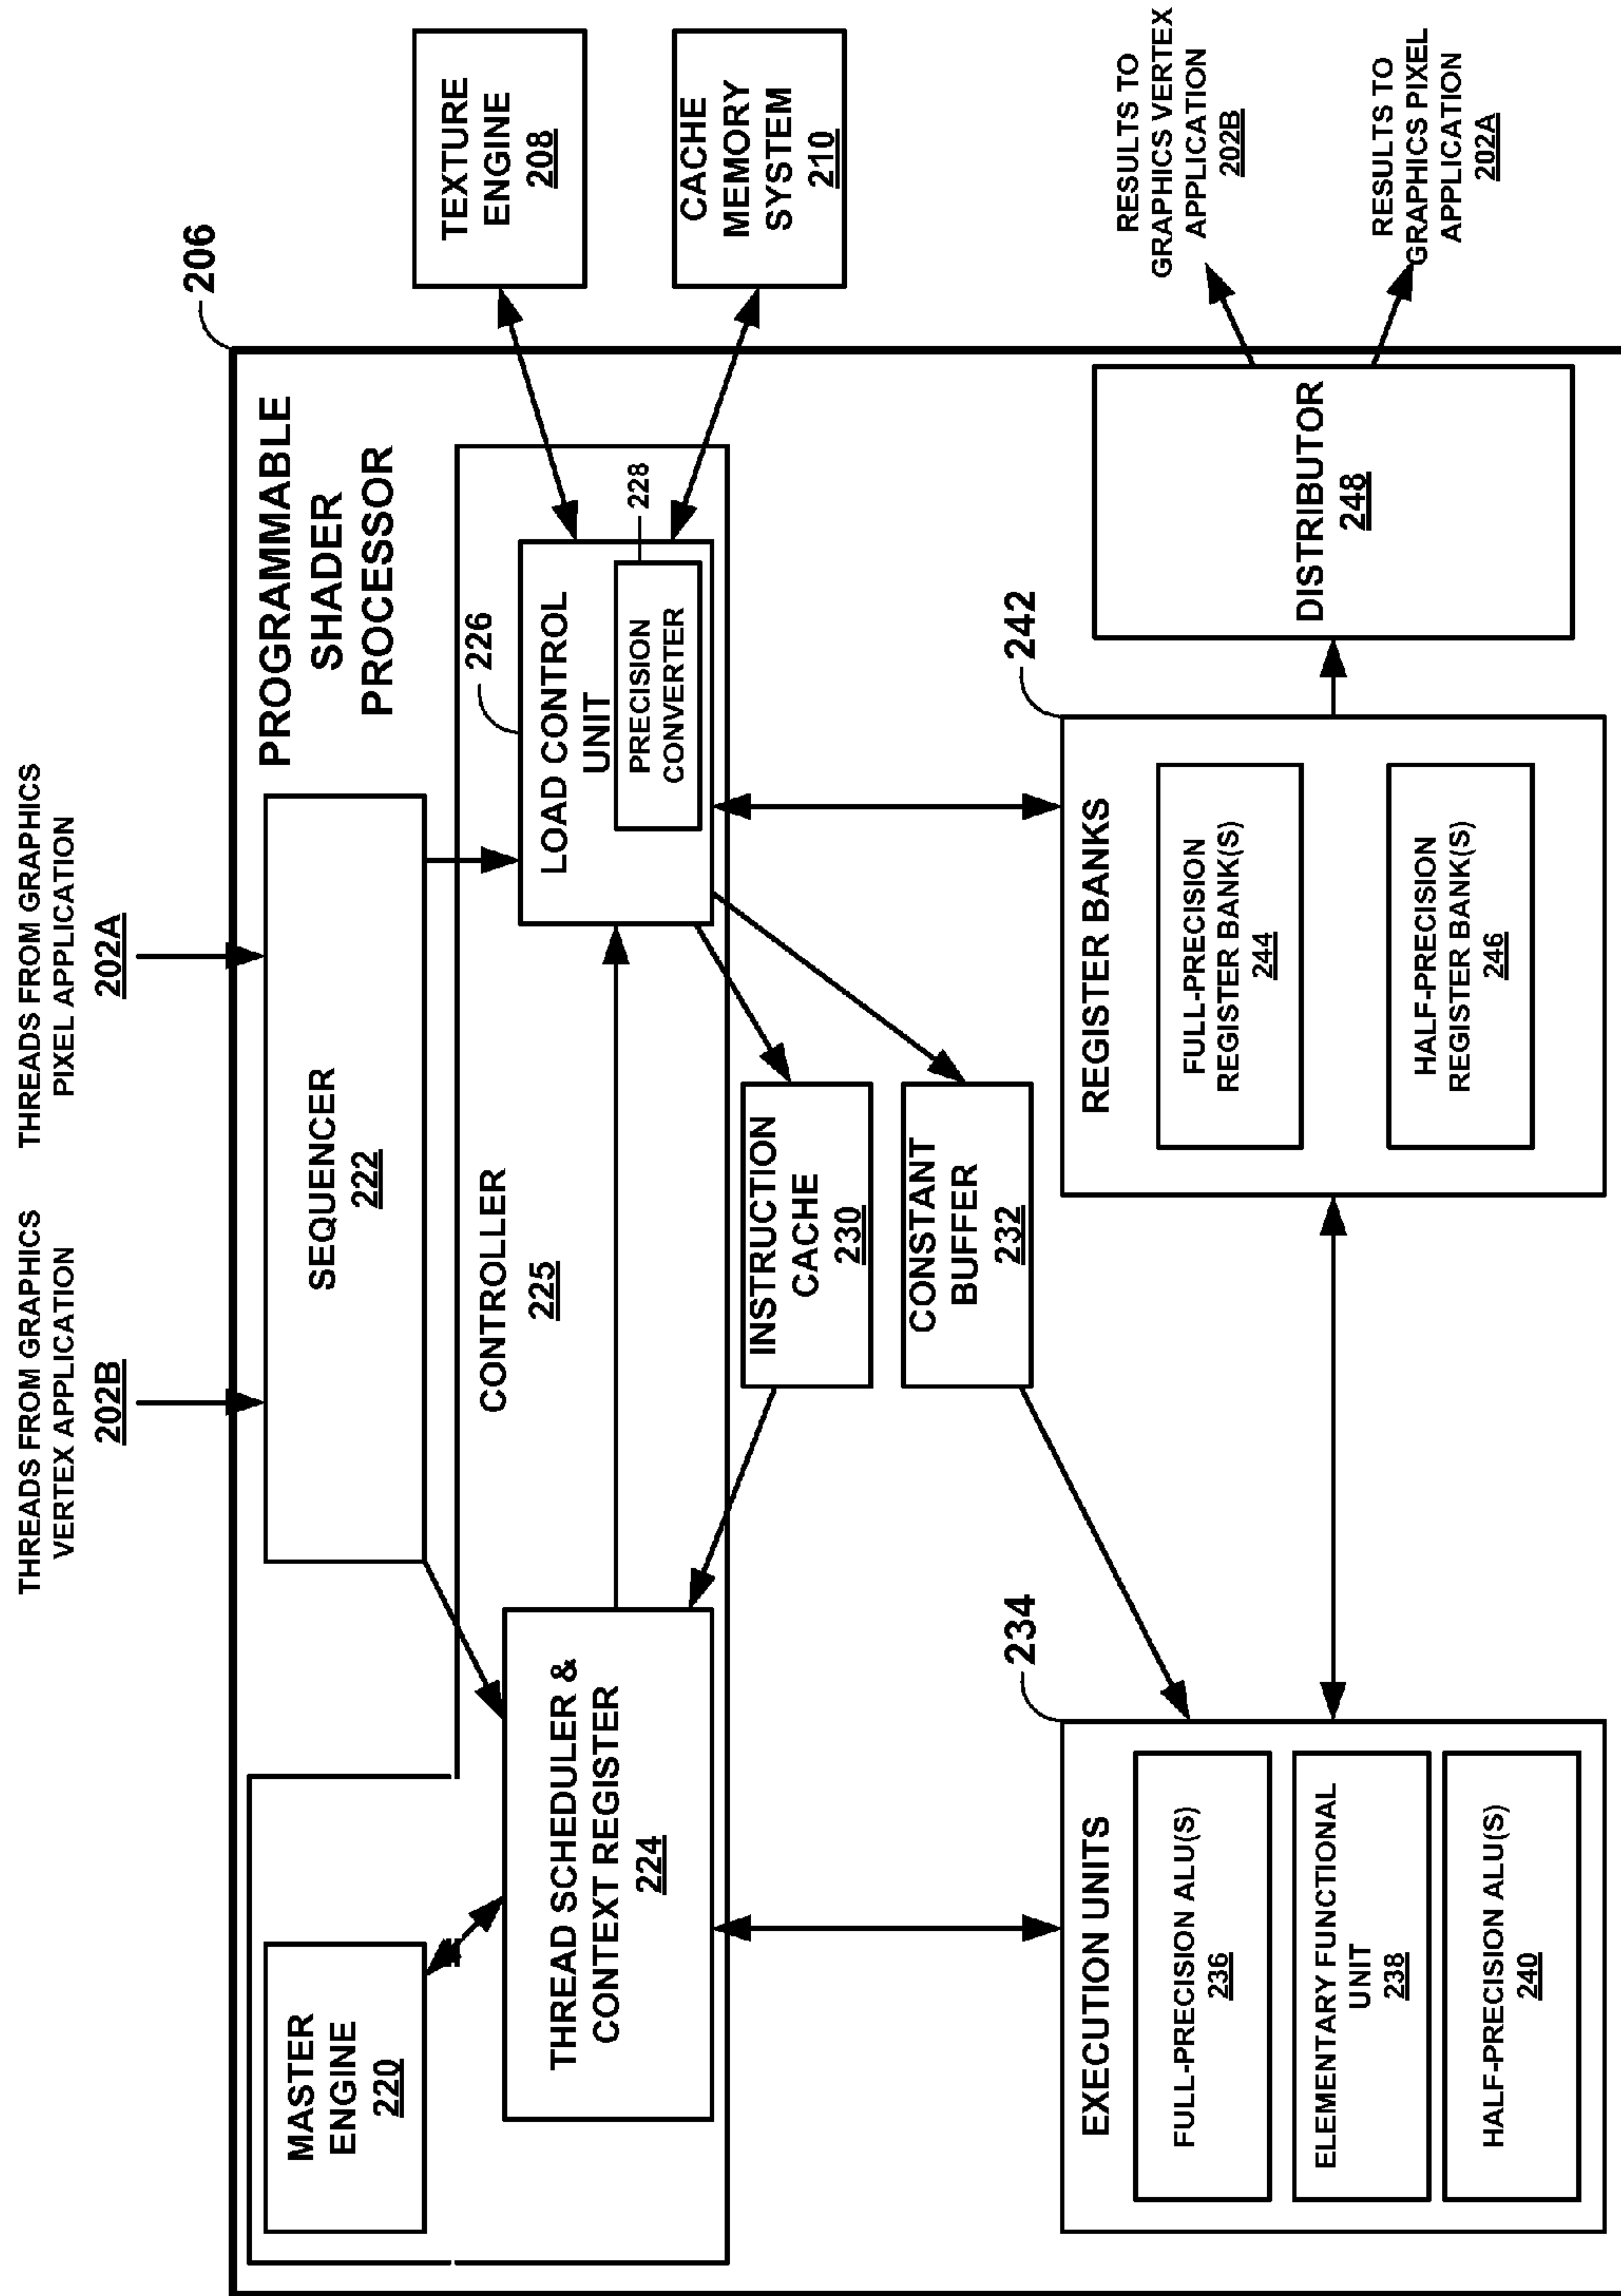 THREADS FROM GRAPHICS
VERTEX APPLICATION
202B
THREADS FROM GRAPHICS
PIXEL APPLICATION
202A
206
PROGRAMMABLE
SHADER
PROCESSOR
MASTER
ENGINE
220
SEQUENCER
222
CONTROLLER
225
THREAD SCHEDULER &
CONTEXT REGISTER
224
226
LOAD CONTROL
UNIT
PRECISION
CONVERTER
228
TEXTURE
ENGINE
208
CACHE
MEMORY
SYSTEM
210
INSTRUCTION
CACHE
230
CONSTANT
BUFFER
232
234
EXECUTION UNITS
FULL-PRECISION ALU(S)
236
ELEMENTARY FUNCTIONAL
UNIT
238
HALF-PRECISION ALU(S)
240
242
REGISTER BANKS
FULL-PRECISION
REGISTER BANK(S)
244
HALF-PRECISION
REGISTER BANK(S)
246
DISTRIBUTOR
248
RESULTS TO
GRAPHICS VERTEX
APPLICATION
202B
RESULTS TO
GRAPHICS PIXEL
APPLICATION
202A